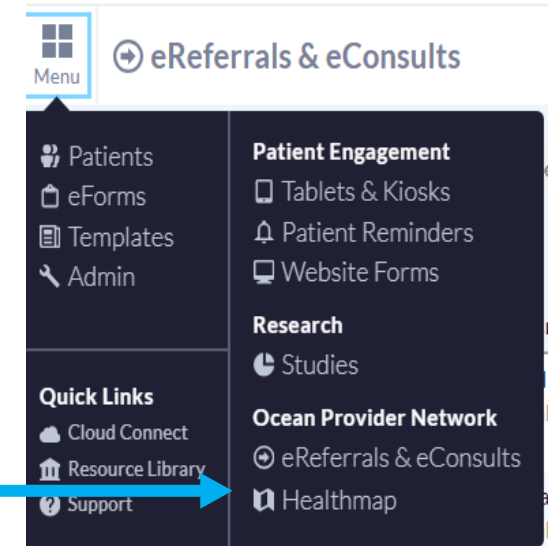 Menu
eReferrals & eConsults
Patients
eForms
Templates
Admin
Quick Links
Cloud Connect
Resource Library
Support
Patient Engagement
Tablets & Kiosks
Patient Reminders
Website Forms
Research
Studies
Ocean Provider Network
eReferrals & eConsults
Healthmap